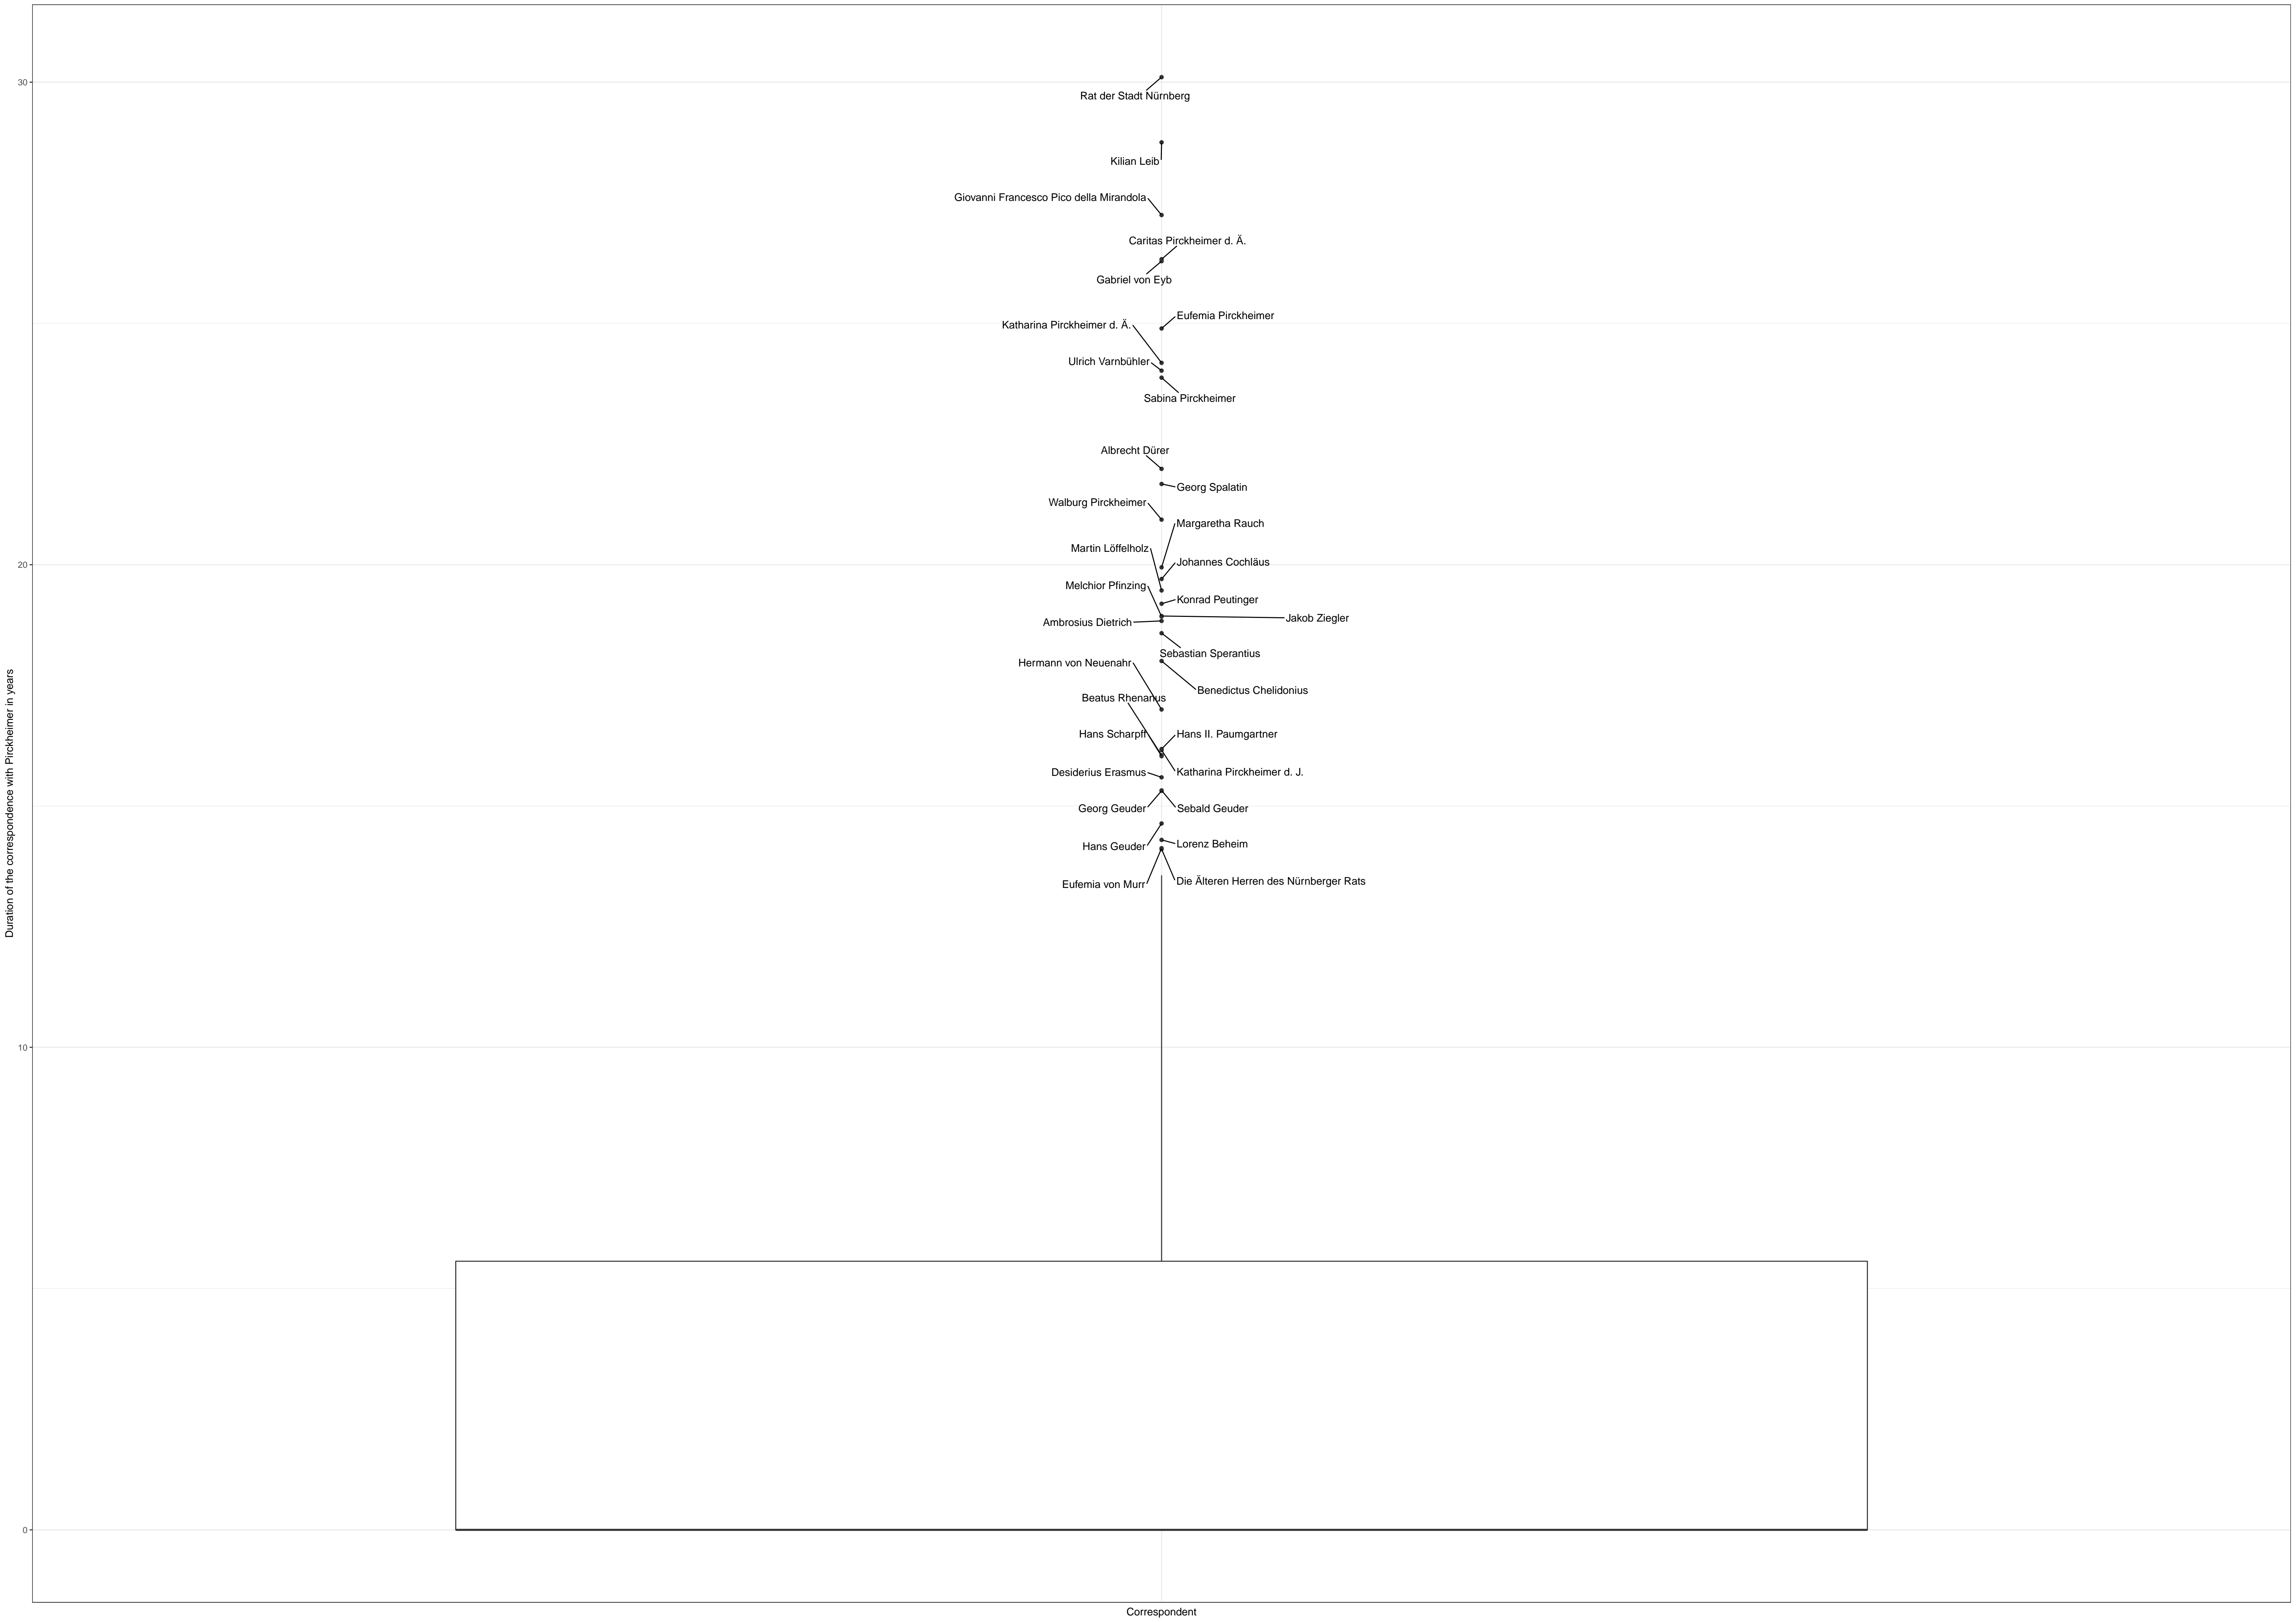 30
Rat der Stadt Nürnberg
Kilian Leib
Giovanni Francesco Pico della Mirandola
Caritas Pirckheimer d. Ä.
Gabriel von Eyb
Eufemia Pirckheimer
Katharina Pirckheimer d. Ä.
Ulrich Varnbühler
Sabina Pirckheimer
Albrecht Dürer
Georg Spalatin
Walburg Pirckheimer
Margaretha Rauch
Martin Löffelholz
Johannes Cochläus
20
Melchior Pfinzing
Konrad Peutinger
Jakob Ziegler
Ambrosius Dietrich
Sebastian Sperantius
Hermann von Neuenahr
Benedictus Chelidonius
Beatus Rhenanus
Hans Scharpff
Hans II. Paumgartner
Desiderius Erasmus
Katharina Pirckheimer d. J.
Georg Geuder
Sebald Geuder
Hans Geuder
Lorenz Beheim
Eufemia von Murr
Die Älteren Herren des Nürnberger Rats
Duration of the correspondence with Pirckheimer in years
10
0
Correspondent